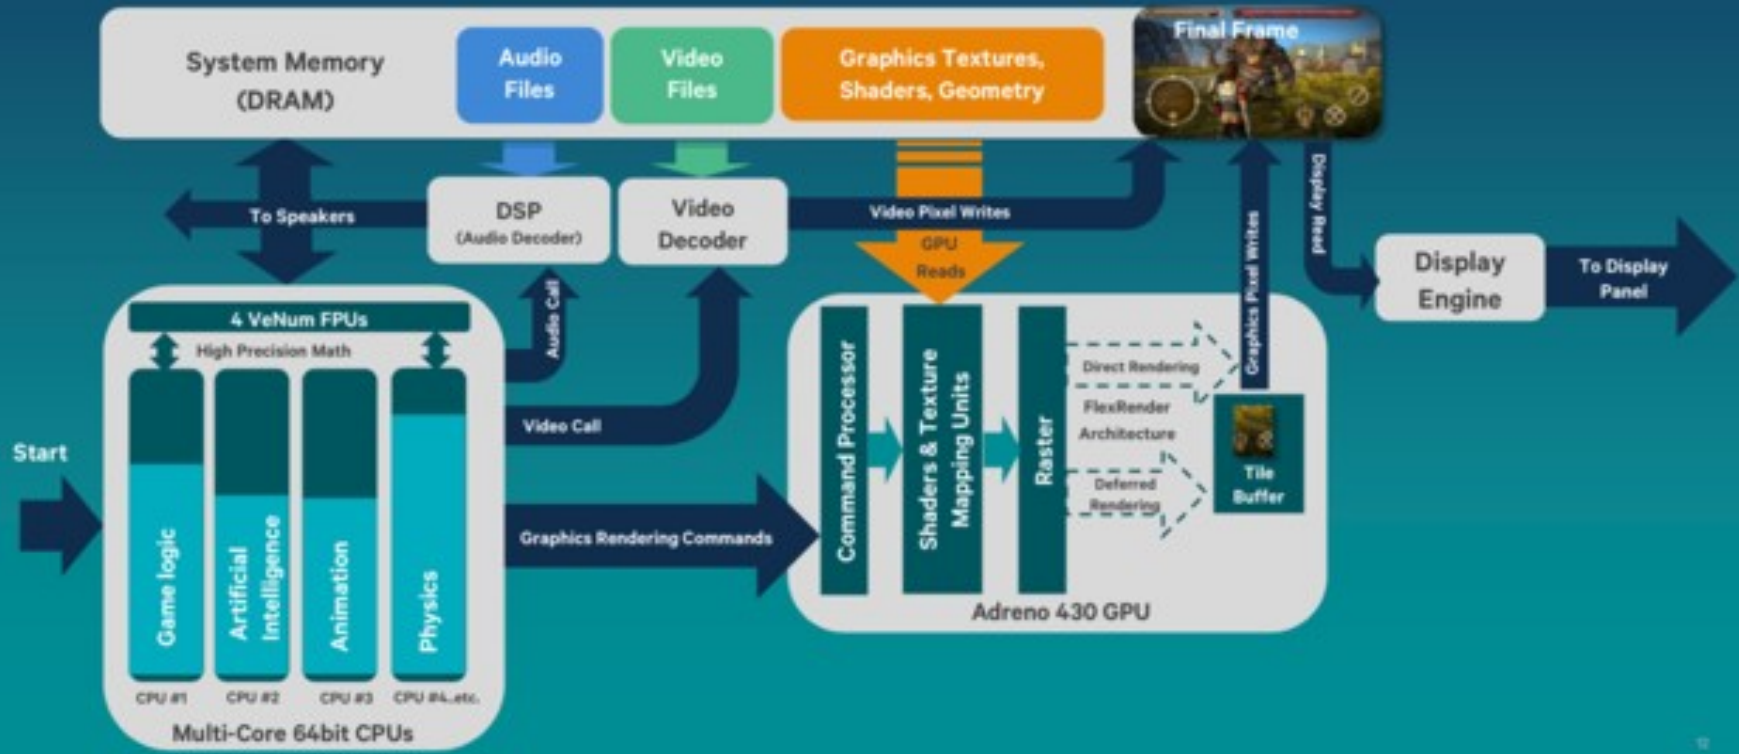 System Memory
(DRAM)
Audio
Files
Video
Files
Graphics Textures,
Shaders, Geometry
Final Frame
To Speakers
DSP
(Audio Decoder)
Video
Decoder
Video Pixel Writes
GPU
Reads
Graphics Pixel Writes
Display Read
Display
Engine
To Display
Panel
Start
4 VeNum FPUs
High Precision Math
Game logic
Artificial
Intelligence
Animation
Physics
CPU #1
CPU #2
CPU #3
CPU #4..etc.
Multi-Core 64bit CPUs
Audio Call
Video Call
Graphics Rendering Commands
Command Processor
Shaders & Texture
Mapping Units
Raster
Direct Rendering
FlexRender
Architecture
Deferred
Rendering
Tile
Buffer
Adreno 430 GPU
12